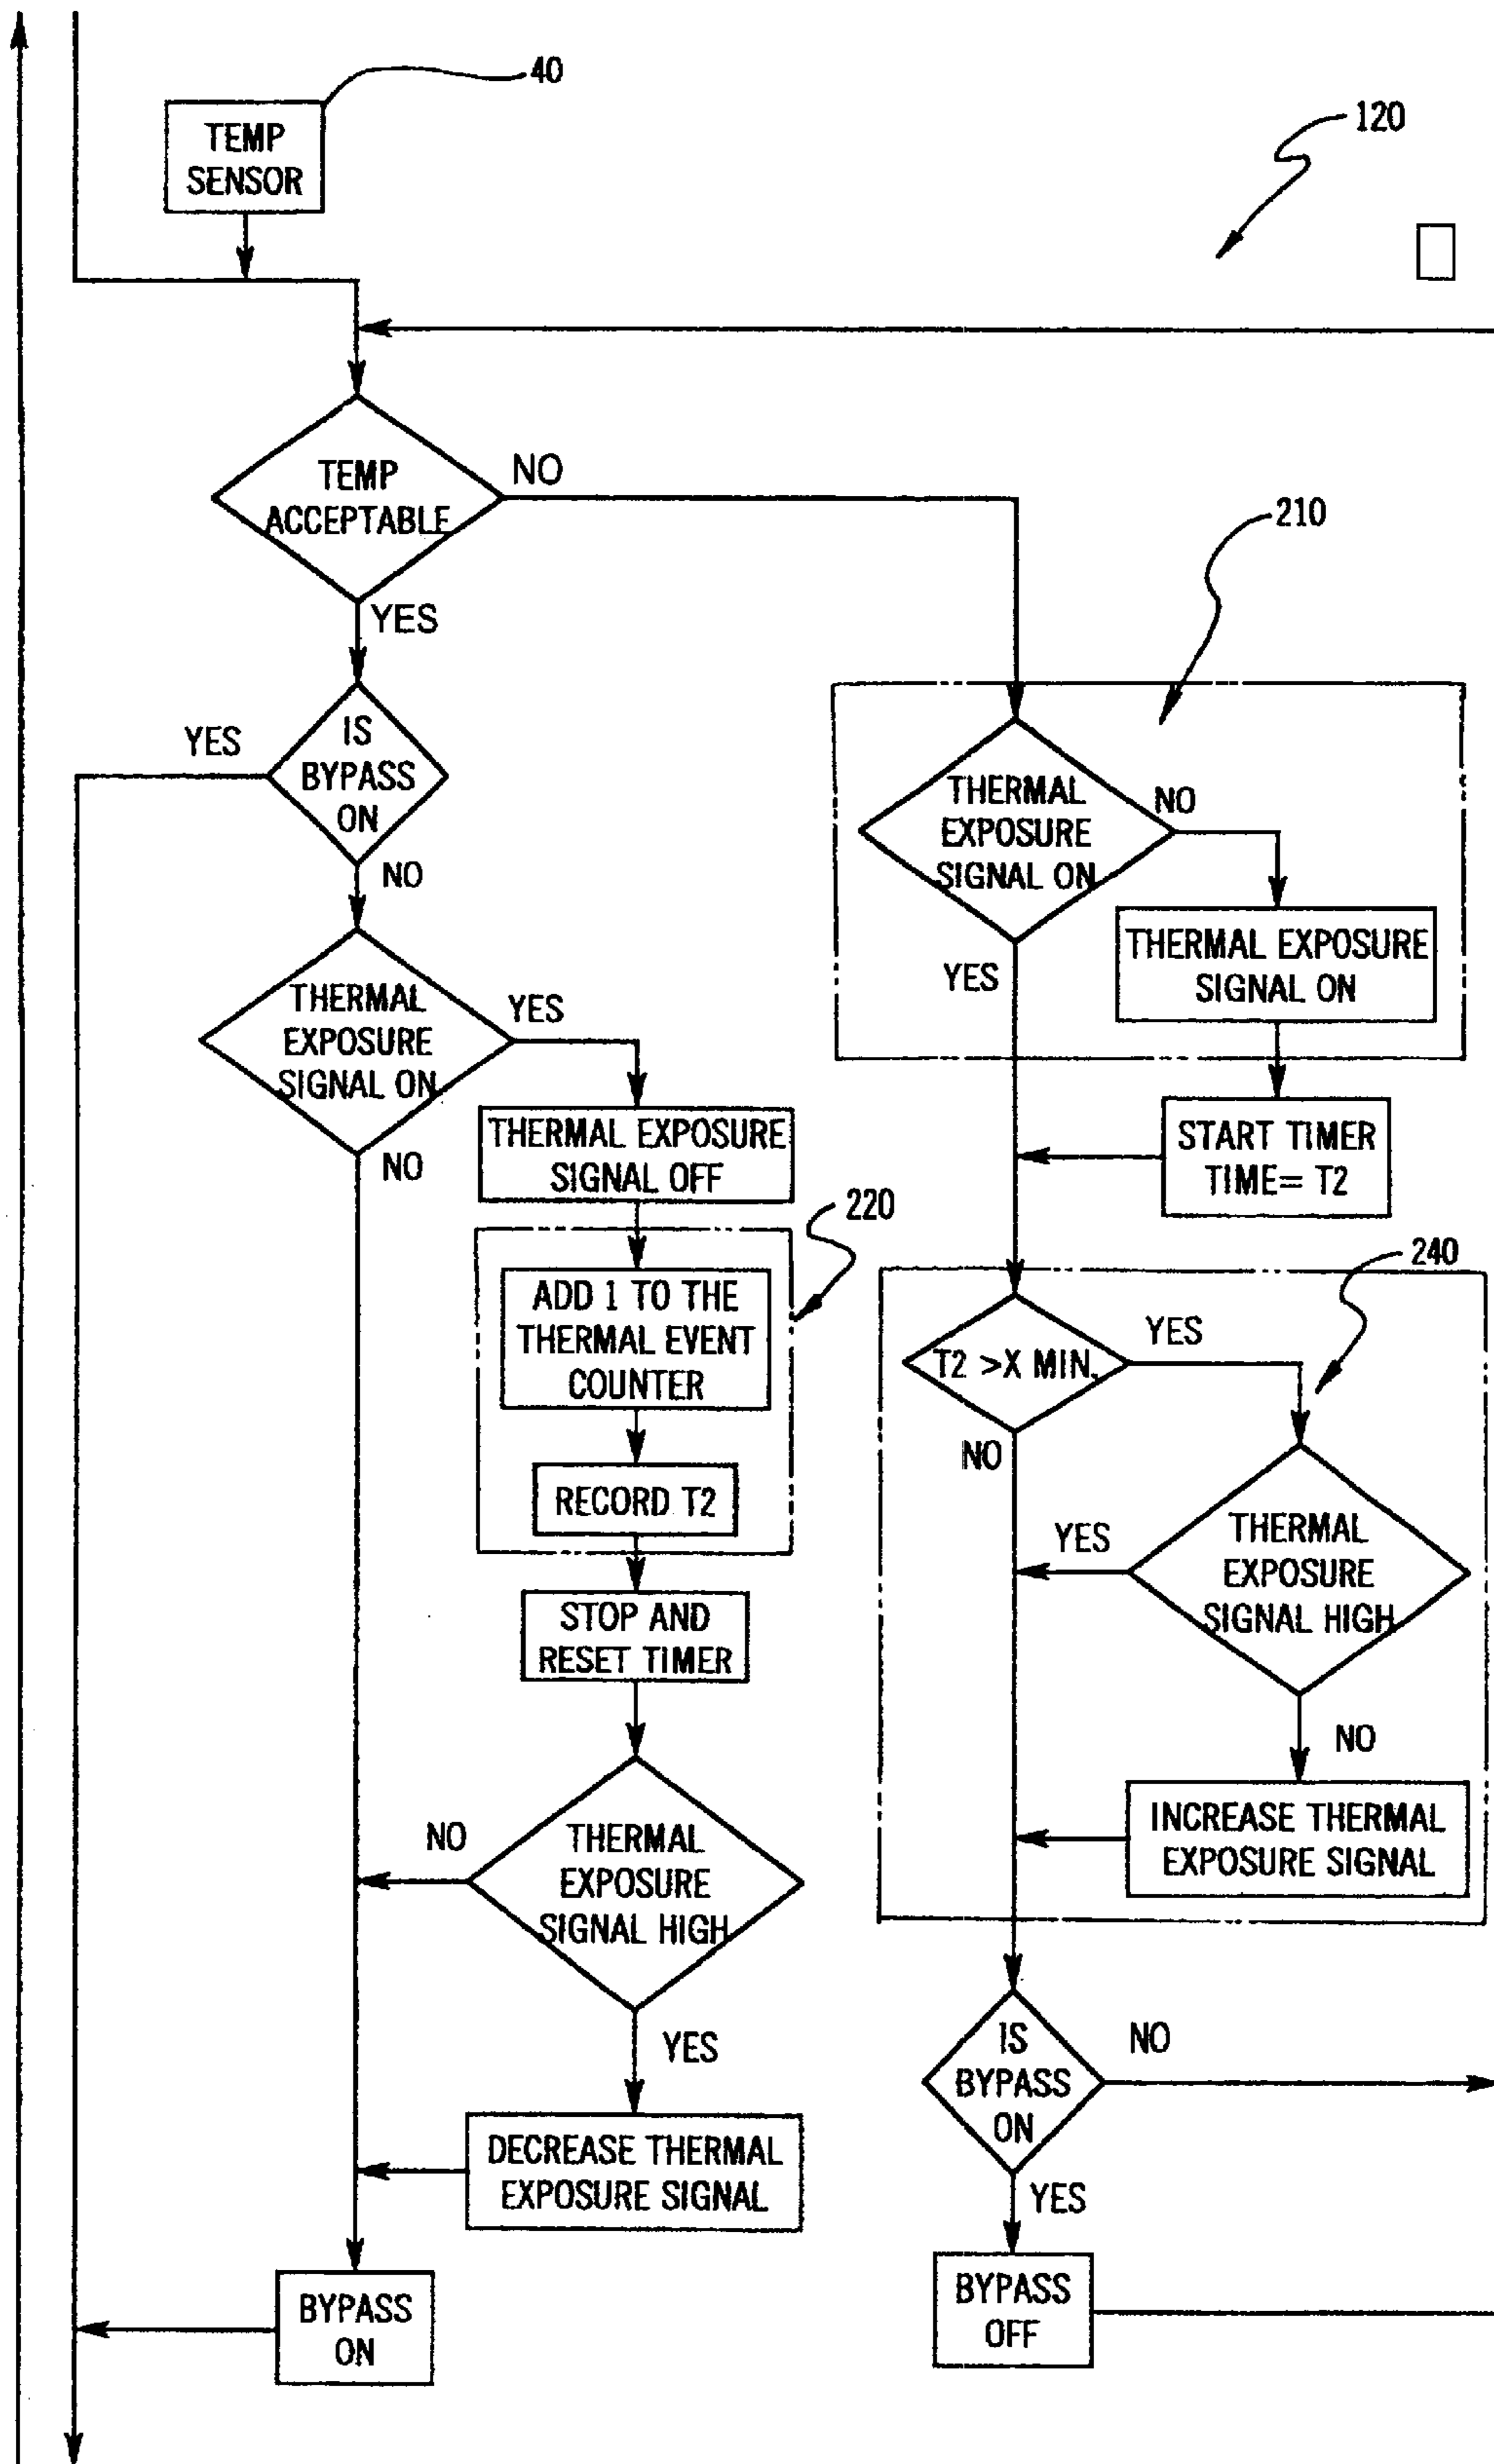 40
TEMP
SENSOR
120
TEMP
ACCEPTABLE
NO
YES
210
IS
BYPASS
ON
YES
NO
THERMAL
EXPOSURE
SIGNAL ON
NO
YES
THERMAL EXPOSURE
SIGNAL ON
START TIMER
TIME= T2
THERMAL
EXPOSURE
SIGNAL ON
YES
NO
THERMAL EXPOSURE
SIGNAL OFF
220
ADD 1 TO THE
THERMAL EVENT
COUNTER
RECORD T2
STOP AND
RESET TIMER
240
T2 >X MIN.
YES
NO
THERMAL
EXPOSURE
SIGNAL HIGH
YES
NO
INCREASE THERMAL
EXPOSURE SIGNAL
THERMAL
EXPOSURE
SIGNAL HIGH
NO
YES
DECREASE THERMAL
EXPOSURE SIGNAL
IS
BYPASS
ON
NO
YES
BYPASS
ON
BYPASS
OFF